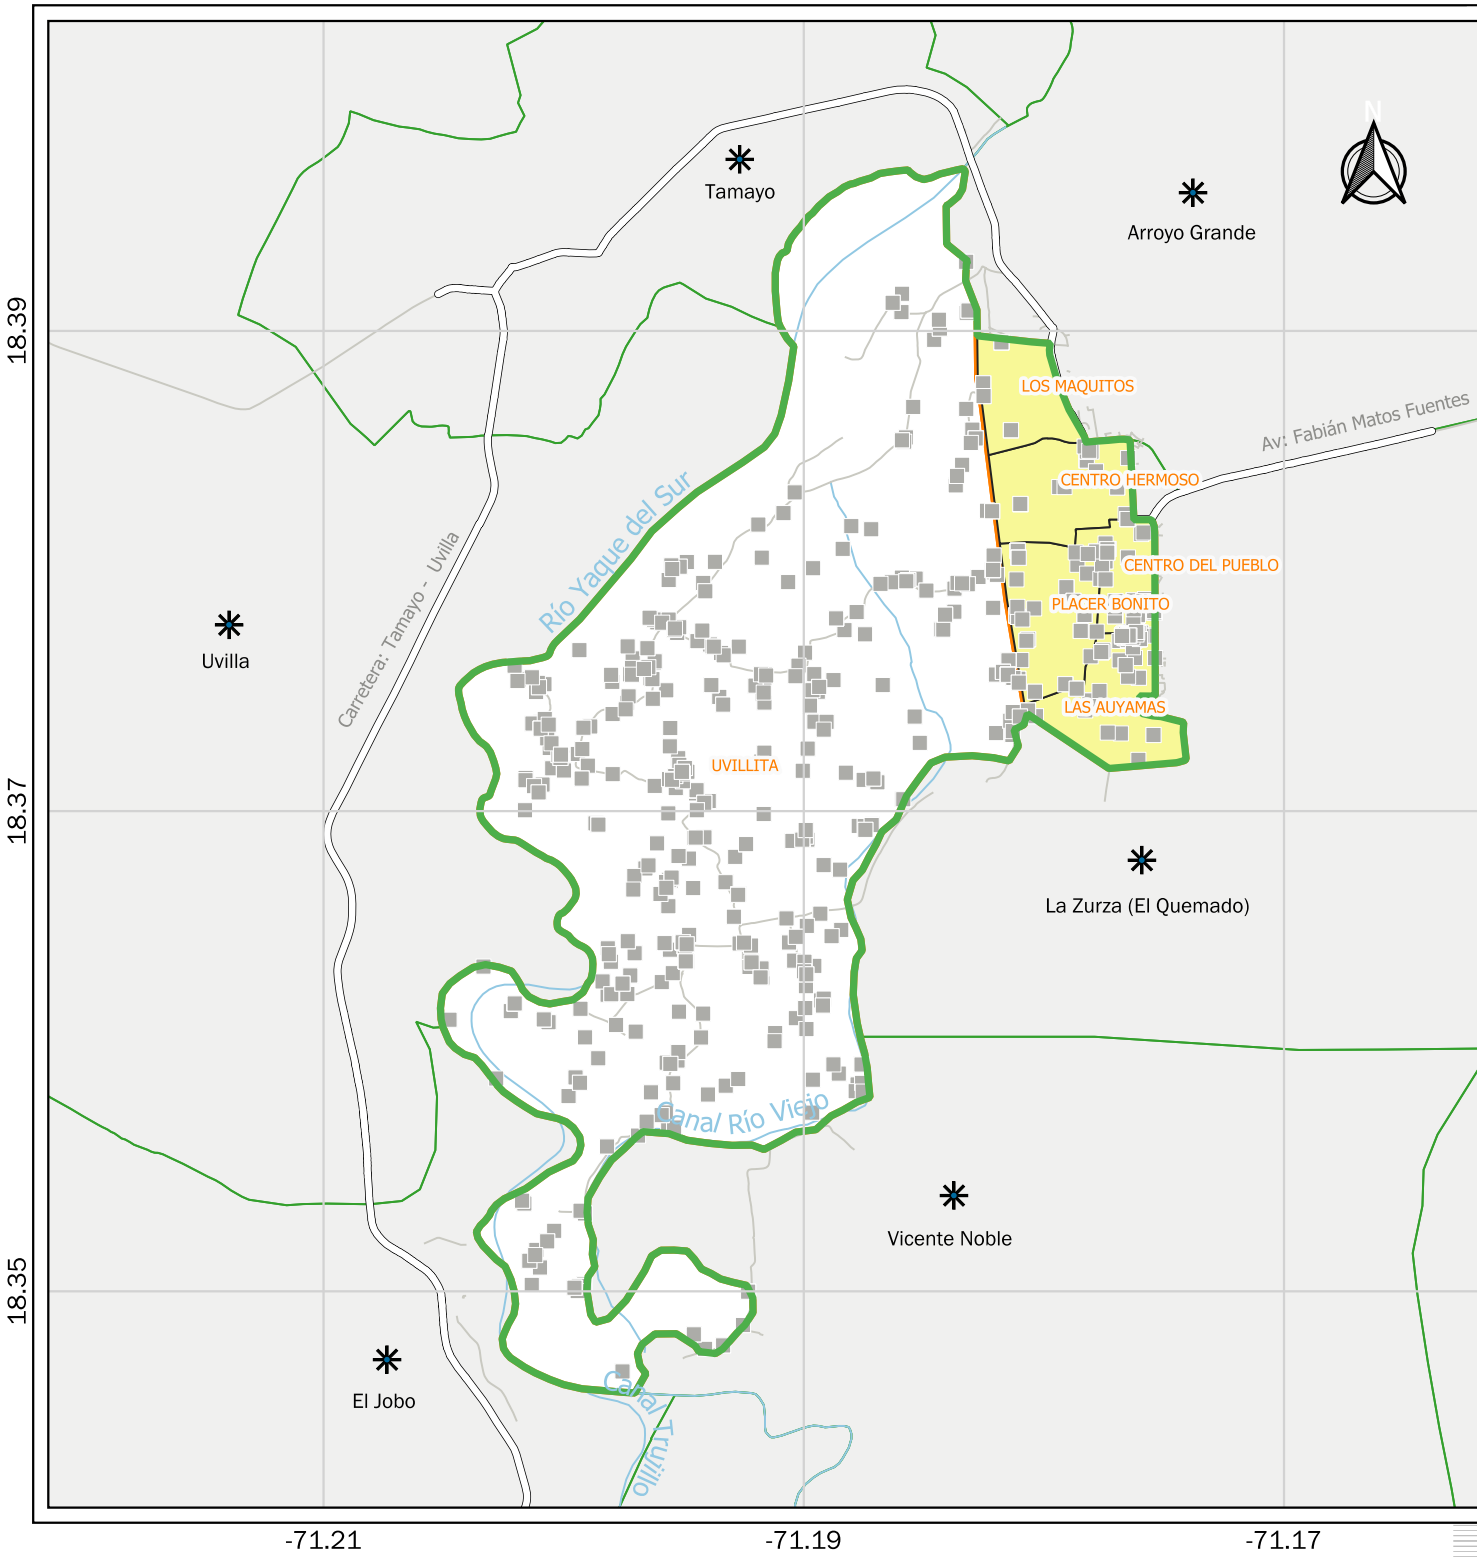 N
Tamayo
Arroyo Grande
18.39
LOS MAQUITOS
Av: Fabián Matos Fuentes
CENTRO HERMOSO
Río Yaque del Sur
Carretera: Tamayo - Uvilla
CENTRO DEL PUEBLO
PLACER BONITO
Uvilla
LAS AUYAMAS
UVILLITA
18.37
La Zurza (El Quemado)
Canal Río Viejo
Vicente Noble
18.35
El Jobo
Canal Trujillo
-71.21
-71.19
-71.17